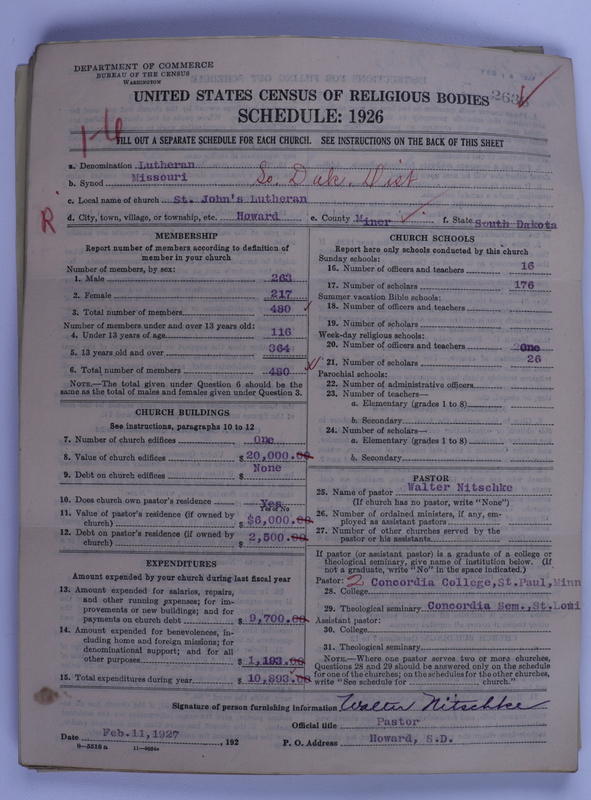 DEPARTMENT OF COMMERCE
BUREAU OF THE CENSUS
WASHINGTON
UNITED STATES CENSUS OF RELIGIOUS BODIES
SCHEDULE: 1926
1-6
FILL OUT A SEPARATE SCHEDULE FOR EACH CHURCH. SEE INSTRUCTIONS ON THE BACK OF THIS SHEET
a. Denomination Lutheran
b. Synod Missouri So. Dak. Dist
c. Local name of church St. John's Lutheran
R d. City, town, village, or township, etc. Howard e. County Miner f. State South Dakota
MEMBERSHIP
Report number of members according to definition of
member in your church
Number of members, by sex:
1. Male 263
2. Female 217
3. Total number of members 480
Number of members under and over 13 years old:
4. Under 13 years of age 116
5. 13 years old and over 364
6. Total number of members 480
NOTE.—The total given under Question 6 should be the
same as the total of males and females given under Question 3.
CHURCH BUILDINGS
See instructions, paragraphs 10 to 12
7. Number of church edifices One
8. Value of church edifices $ 20,000.00
9. Debt on church edifices $ None
10. Does church own pastor's residence Yes
Yes or No
11. Value of pastor's residence (if owned by
church) $ $6,000.00
12. Debt on pastor's residence (if owned by
church) $ 2,500.00
EXPENDITURES
Amount expended by your church during last fiscal year
13. Amount expended for salaries, repairs,
and other running expenses; for im-
provements or new buildings; and for
payments on church debt $ 9,700.00
14. Amount expended for benevolences, in-
cluding home and foreign missions; for
denominational support; and for all
other purposes $ 1,193.00
15. Total expenditures during year $ 10,893.00
CHURCH SCHOOLS
Report here only schools conducted by this church
Sunday schools:
16. Number of officers and teachers 16
17. Number of scholars 176
Summer vacation Bible schools:
18. Number of officers and teachers
19. Number of scholars
Week-day religious schools:
20. Number of officers and teachers One
21. Number of scholars 26
Parochial schools:
22. Number of administrative officers
23. Number of teachers—
a. Elementary (grades 1 to 8)
b. Secondary
24. Number of scholars—
a. Elementary (grades 1 to 8)
b. Secondary
PASTOR
25. Name of pastor Walter Nitschke
(If church has no pastor, write "None")
26. Number of ordained ministers, if any, em-
ployed as assistant pastors
27. Number of other churches served by the
pastor or his assistants
If pastor (or assistant pastor) is a graduate of a college or
theological seminary, give name of institution below. (If
not a graduate, write "No" in the space indicated.)
Pastor: 2 Concordia College,St.Paul,Minn
28. College
29. Theological seminary Concordia Sem.,St.Loui
Assistant pastor:
30. College
31. Theological seminary
NOTE.—Where one pastor serves two or more churches,
Questions 28 and 29 should be answered only on the schedule
for one of the churches; on the schedules for the other churches,
write "See schedule for church."
Signature of person furnishing information Walter Nitschke
Official title Pastor
Date Feb.11,1927 , 192 P. O. Address Howard, S.D.
8—5518a 11—9624a